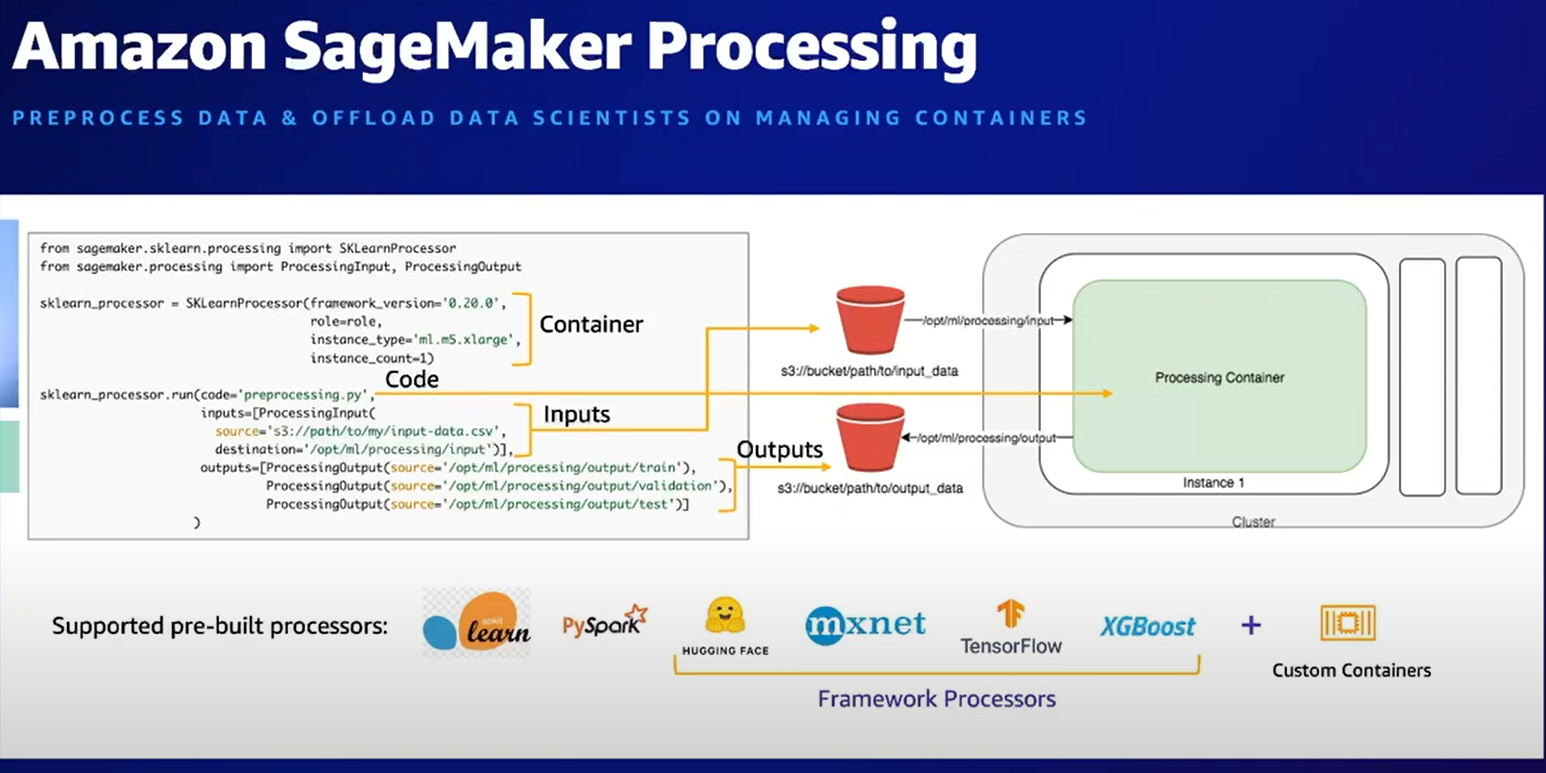 Amazon SageMaker Processing
PREPROCESS DATA & OFFLOAD DATA SCIENTISTS ON MANAGING CONTAINERS
from sagemaker.sklearn.processing import SKLearnProcessor
from sagemaker.processing import ProcessingInput, ProcessingOutput
sklearn_processor = SKLearnProcessor(framework_version='0.20.0',
role=role,
instance_type='ml.m5.xlarge',
instance_count=1)
Container
Code
sklearn_processor.run(code='preprocessing.py',
inputs=[ProcessingInput(
source='s3://path/to/my/input-data.csv',
destination='/opt/ml/processing/input')],
Inputs
outputs=[ProcessingOutput(source='/opt/ml/processing/output/train'),
ProcessingOutput(source='/opt/ml/processing/output/validation'),
ProcessingOutput(source='/opt/ml/processing/output/test')]
)
Outputs
/opt/ml/processing/input
s3://bucket/path/to/input_data
/opt/ml/processing/output
s3://bucket/path/to/output_data
Processing Container
Instance 1
Cluster
Supported pre-built processors:
scikit
learn
PySpark
HUGGING FACE
mxnet
TensorFlow
XGBoost
+
Custom Containers
Framework Processors